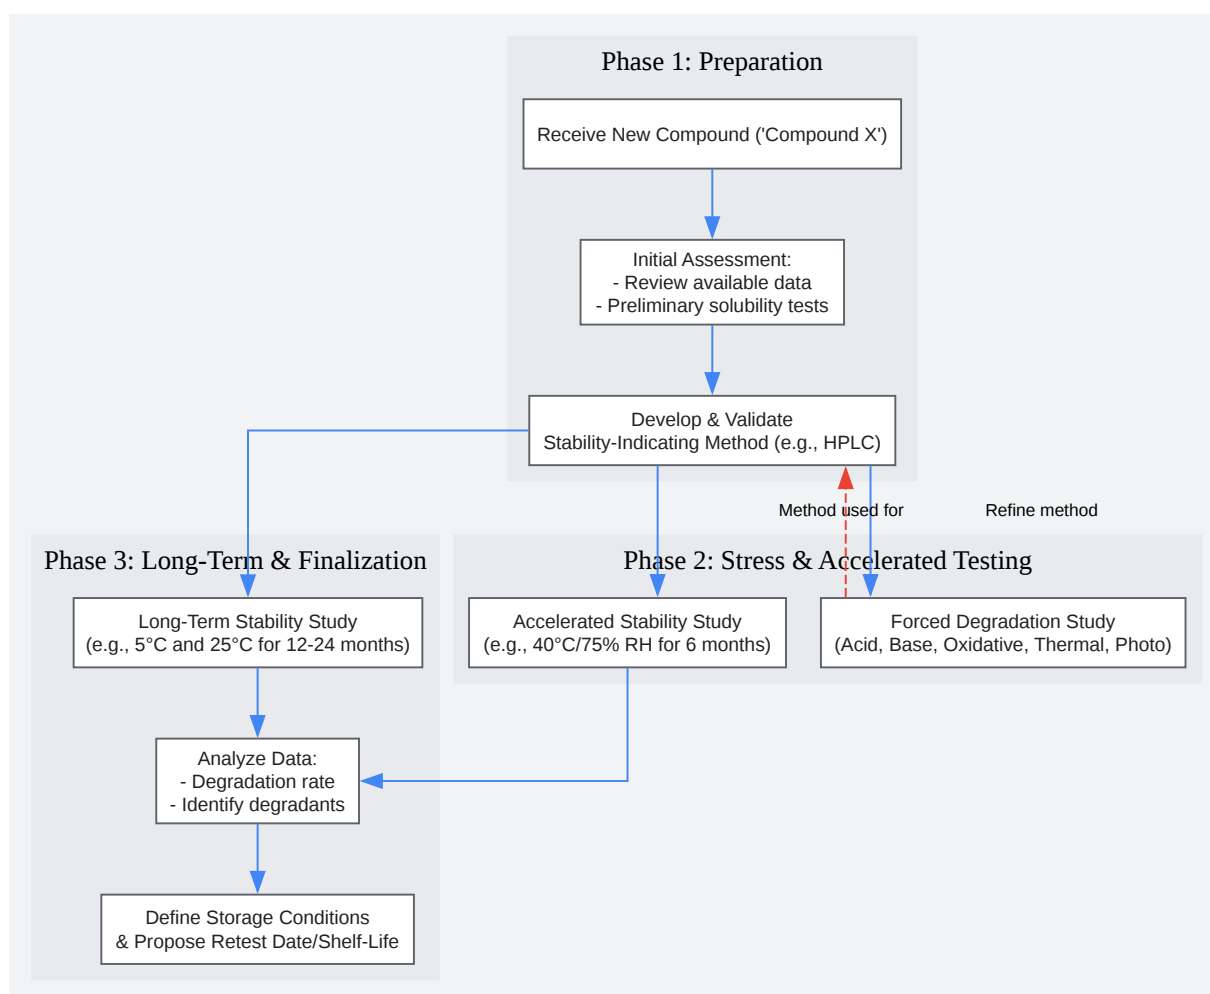 Phase 1: Preparation
Receive New Compound ('Compound X')
Initial Assessment:
- Review available data
- Preliminary solubility tests
Develop & Validate
Stability-Indicating Method (e.g., HPLC)
Method used for
Refine method
Phase 3: Long-Term & Finalization
Phase 2: Stress & Accelerated Testing
Long-Term Stability Study
(e.g., 5°C and 25°C for 12-24 months)
Accelerated Stability Study
(e.g., 40°C/75% RH for 6 months)
Forced Degradation Study
(Acid, Base, Oxidative, Thermal, Photo)
Analyze Data:
- Degradation rate
- Identify degradants
Define Storage Conditions
& Propose Retest Date/Shelf-Life